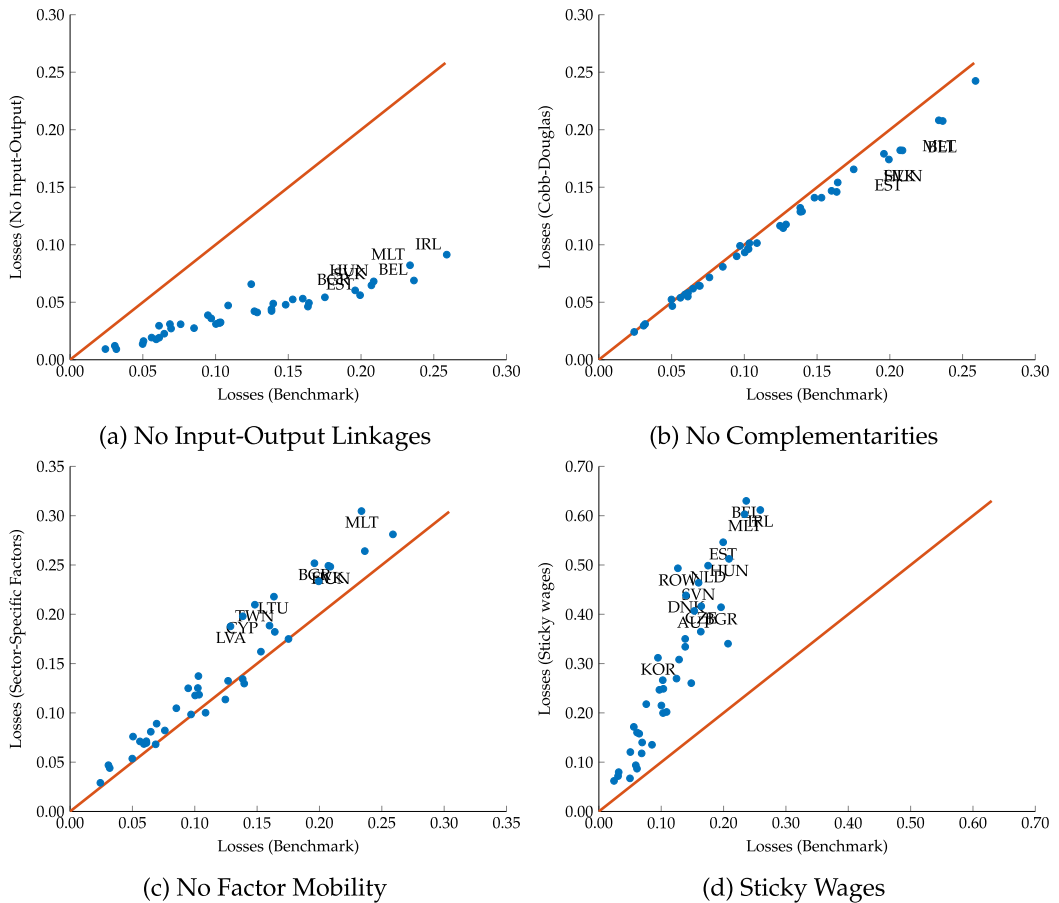 0.30
0.25
0.20
0.15
0.10
0.05
0.00
Losses (No Input-Output)
MLT
IRL
HUN
SVK
BEL
BGR
EST
0.00 0.05 0.10 0.15 0.20 0.25 0.30
Losses (Benchmark)
(a) No Input-Output Linkages
0.30
0.25
0.20
0.15
0.10
0.05
0.00
Losses (Cobb-Douglas)
MLT
BEL
SVK
HUN
EST
0.00 0.05 0.10 0.15 0.20 0.25 0.30
Losses (Benchmark)
(b) No Complementarities
0.35
0.30
0.25
0.20
0.15
0.10
0.05
0.00
Losses (Sector-Specific Factors)
MLT
BGR
HUN
LTU
TWN
CYP
LVA
0.00 0.05 0.10 0.15 0.20 0.25 0.30 0.35
Losses (Benchmark)
(c) No Factor Mobility
0.70
0.60
0.50
0.40
0.30
0.20
0.10
0.00
Losses (Sticky wages)
BEL
IRL
MLT
EST
HUN
NLD
ROW
SVN
DNK
CZE
BGR
AUT
KOR
0.00 0.10 0.20 0.30 0.40 0.50 0.60 0.70
Losses (Benchmark)
(d) Sticky Wages